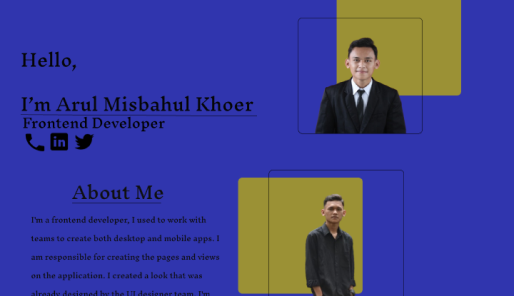 Hello,
I'm Arul Misbahul Khoer
Frontend Developer
in
About Me
I'm a frontend developer, I used to work with
teams to create both desktop and mobile apps. I
am responsible for creating the pages and views
on the application. I created a look that was
already designed by the UI designer team. I'm